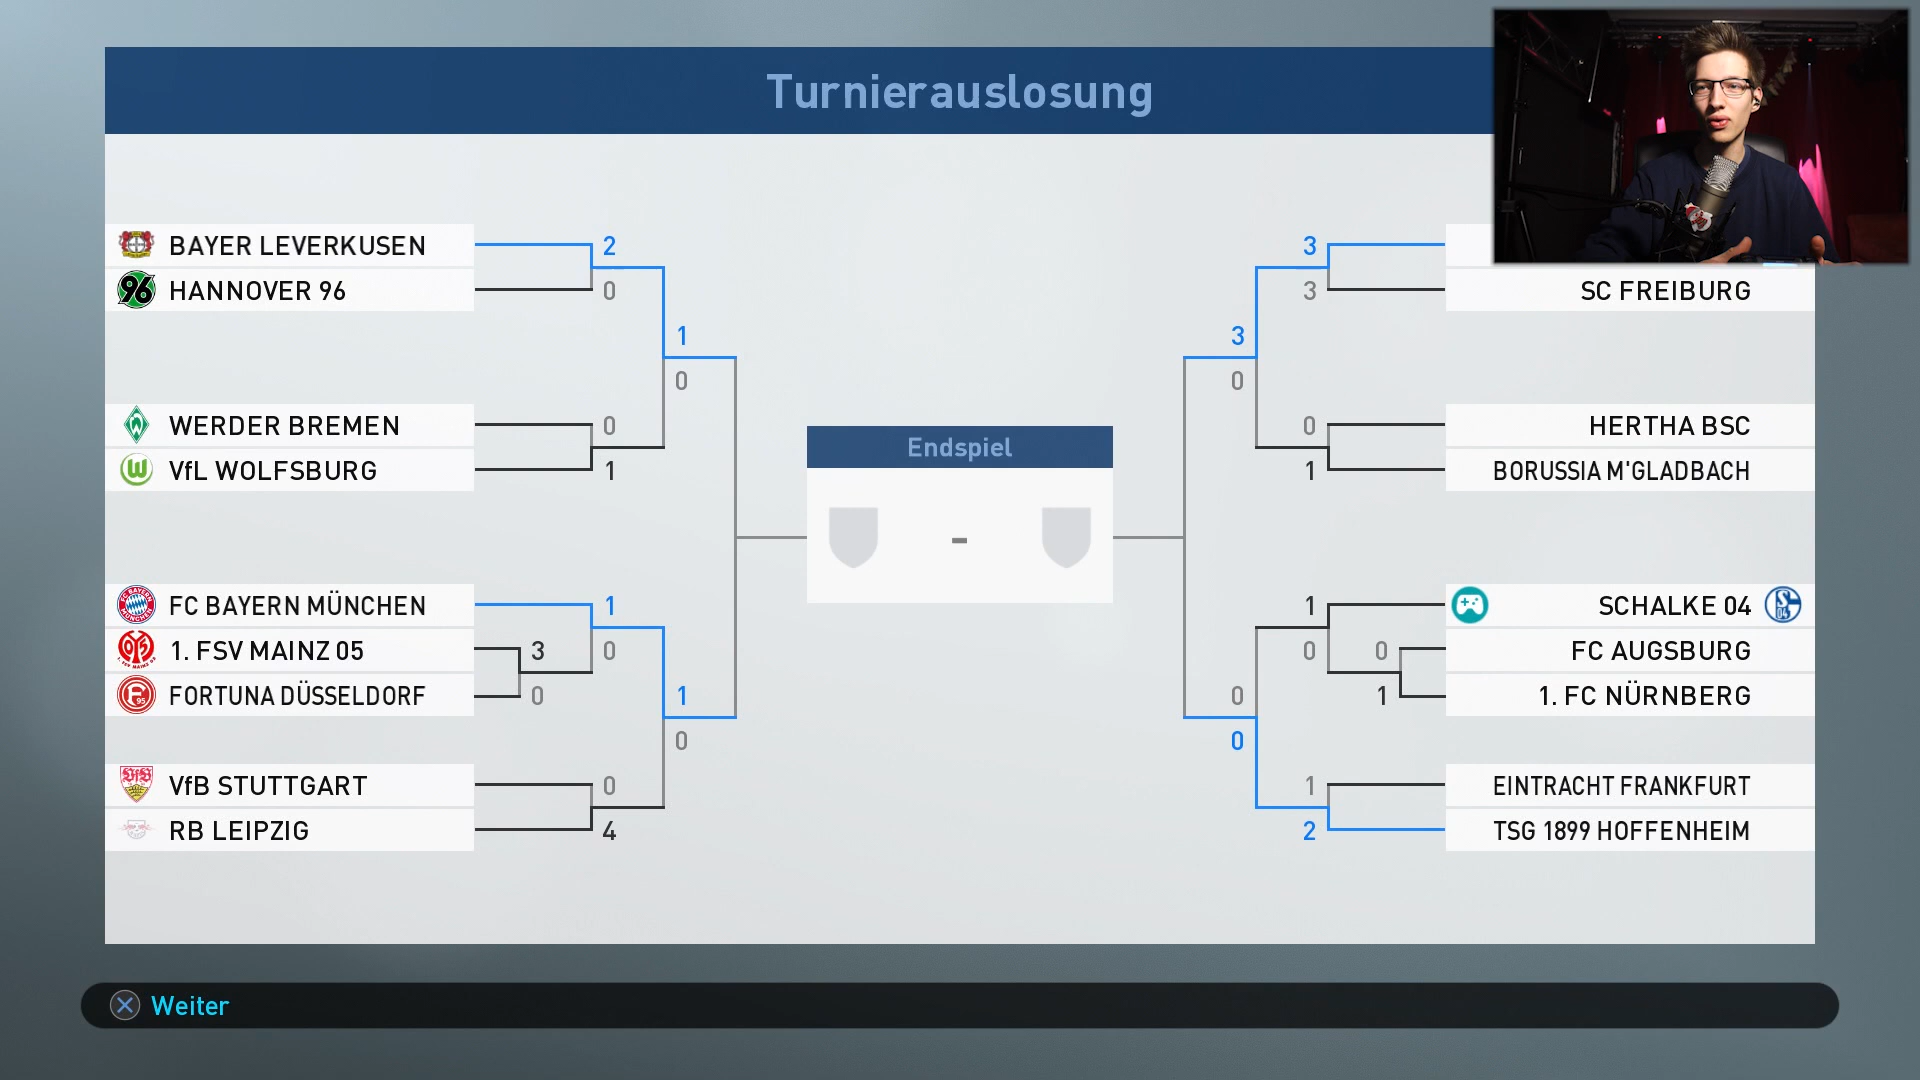 Turnierauslosung
BAYER LEVERKUSEN 2
HANNOVER 96 0
1
0
WERDER BREMEN 0
VfL WOLFSBURG 1
FC BAYERN MÜNCHEN 1
1. FSV MAINZ 05 3 0
FORTUNA DÜSSELDORF 0
1
0
VfB STUTTGART 0
RB LEIPZIG 4
Endspiel
-
3
3 SC FREIBURG
3
0
0 HERTHA BSC
1 BORUSSIA M'GLADBACH
1 SCHALKE 04
0 0 FC AUGSBURG
1 1. FC NÜRNBERG
0
0
1 EINTRACHT FRANKFURT
2 TSG 1899 HOFFENHEIM
Weiter